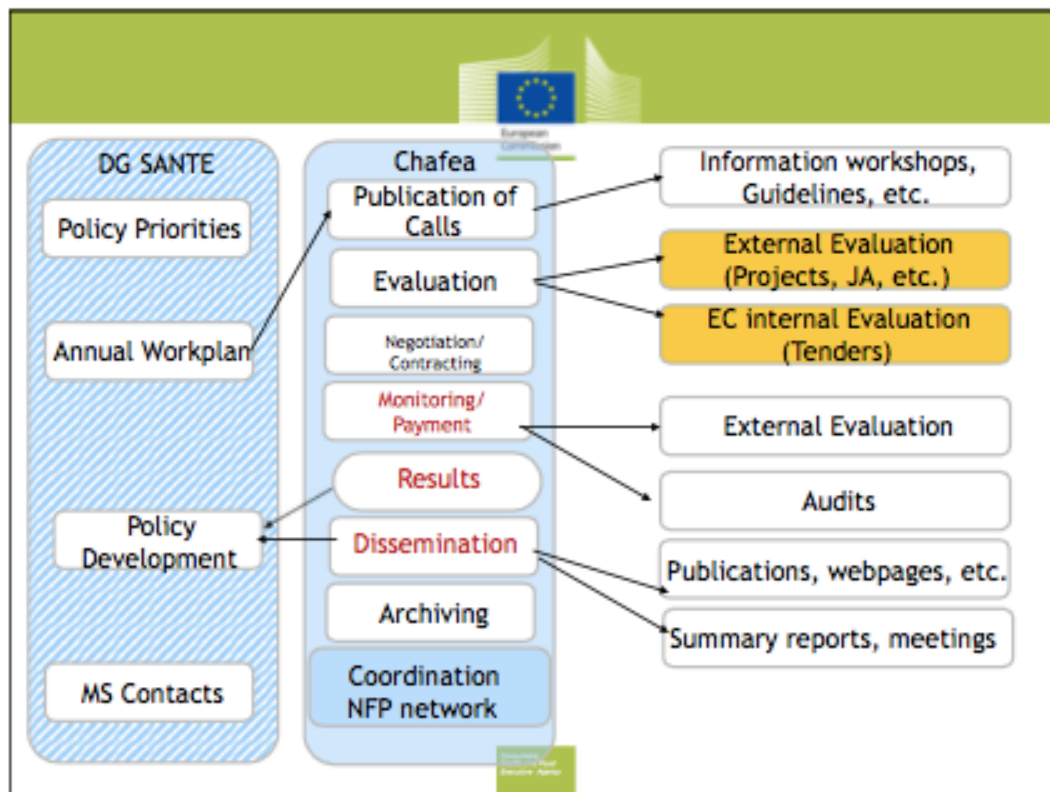 European
Commission
DG SANTE
Policy Priorities
Annual Workplan
Policy
Development
MS Contacts
Chafea
Publication of
Calls
Evaluation
Negotiation/
Contracting
Monitoring/
Payment
Results
Dissemination
Archiving
Coordination
NFP network
Information workshops,
Guidelines, etc.
External Evaluation
(Projects, JA, etc.)
EC internal Evaluation
(Tenders)
External Evaluation
Audits
Publications, webpages, etc.
Summary reports, meetings
Executive Agency